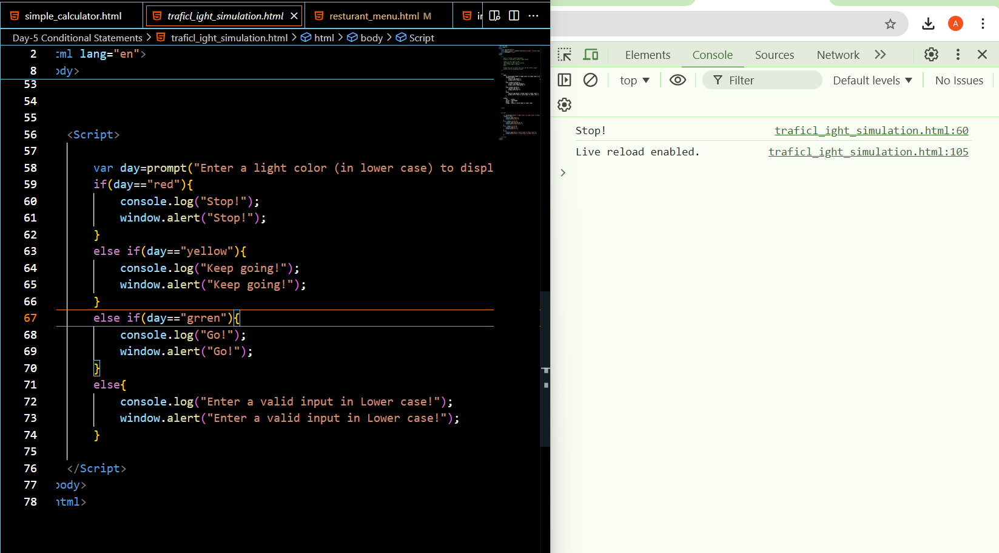 simple_calculator.html
traficl_ight_simulation.html
resturant_menu.html M
Day-5 Conditional Statements > traficl_ight_simulation.html > html > body > Script
2 tml lang="en">
8 ody>
53
54
55
56 <Script>
57
58 var day=prompt("Enter a light color (in lower case) to displ
59 if(day=="red"){
60 console.log("Stop!");
61 window.alert("Stop!");
62 }
63 else if(day=="yellow"){
64 console.log("Keep going!");
65 window.alert("Keep going!");
66 }
67 else if(day=="grren"){
68 console.log("Go!");
69 window.alert("Go!");
70 }
71 else{
72 console.log("Enter a valid input in Lower case!");
73 window.alert("Enter a valid input in Lower case!");
74 }
75
76 </Script>
77 body>
78 html>
A
Elements Console Sources Network
top Filter Default levels No Issues
Stop! traficl_ight_simulation.html:60
Live reload enabled. traficl_ight_simulation.html:105